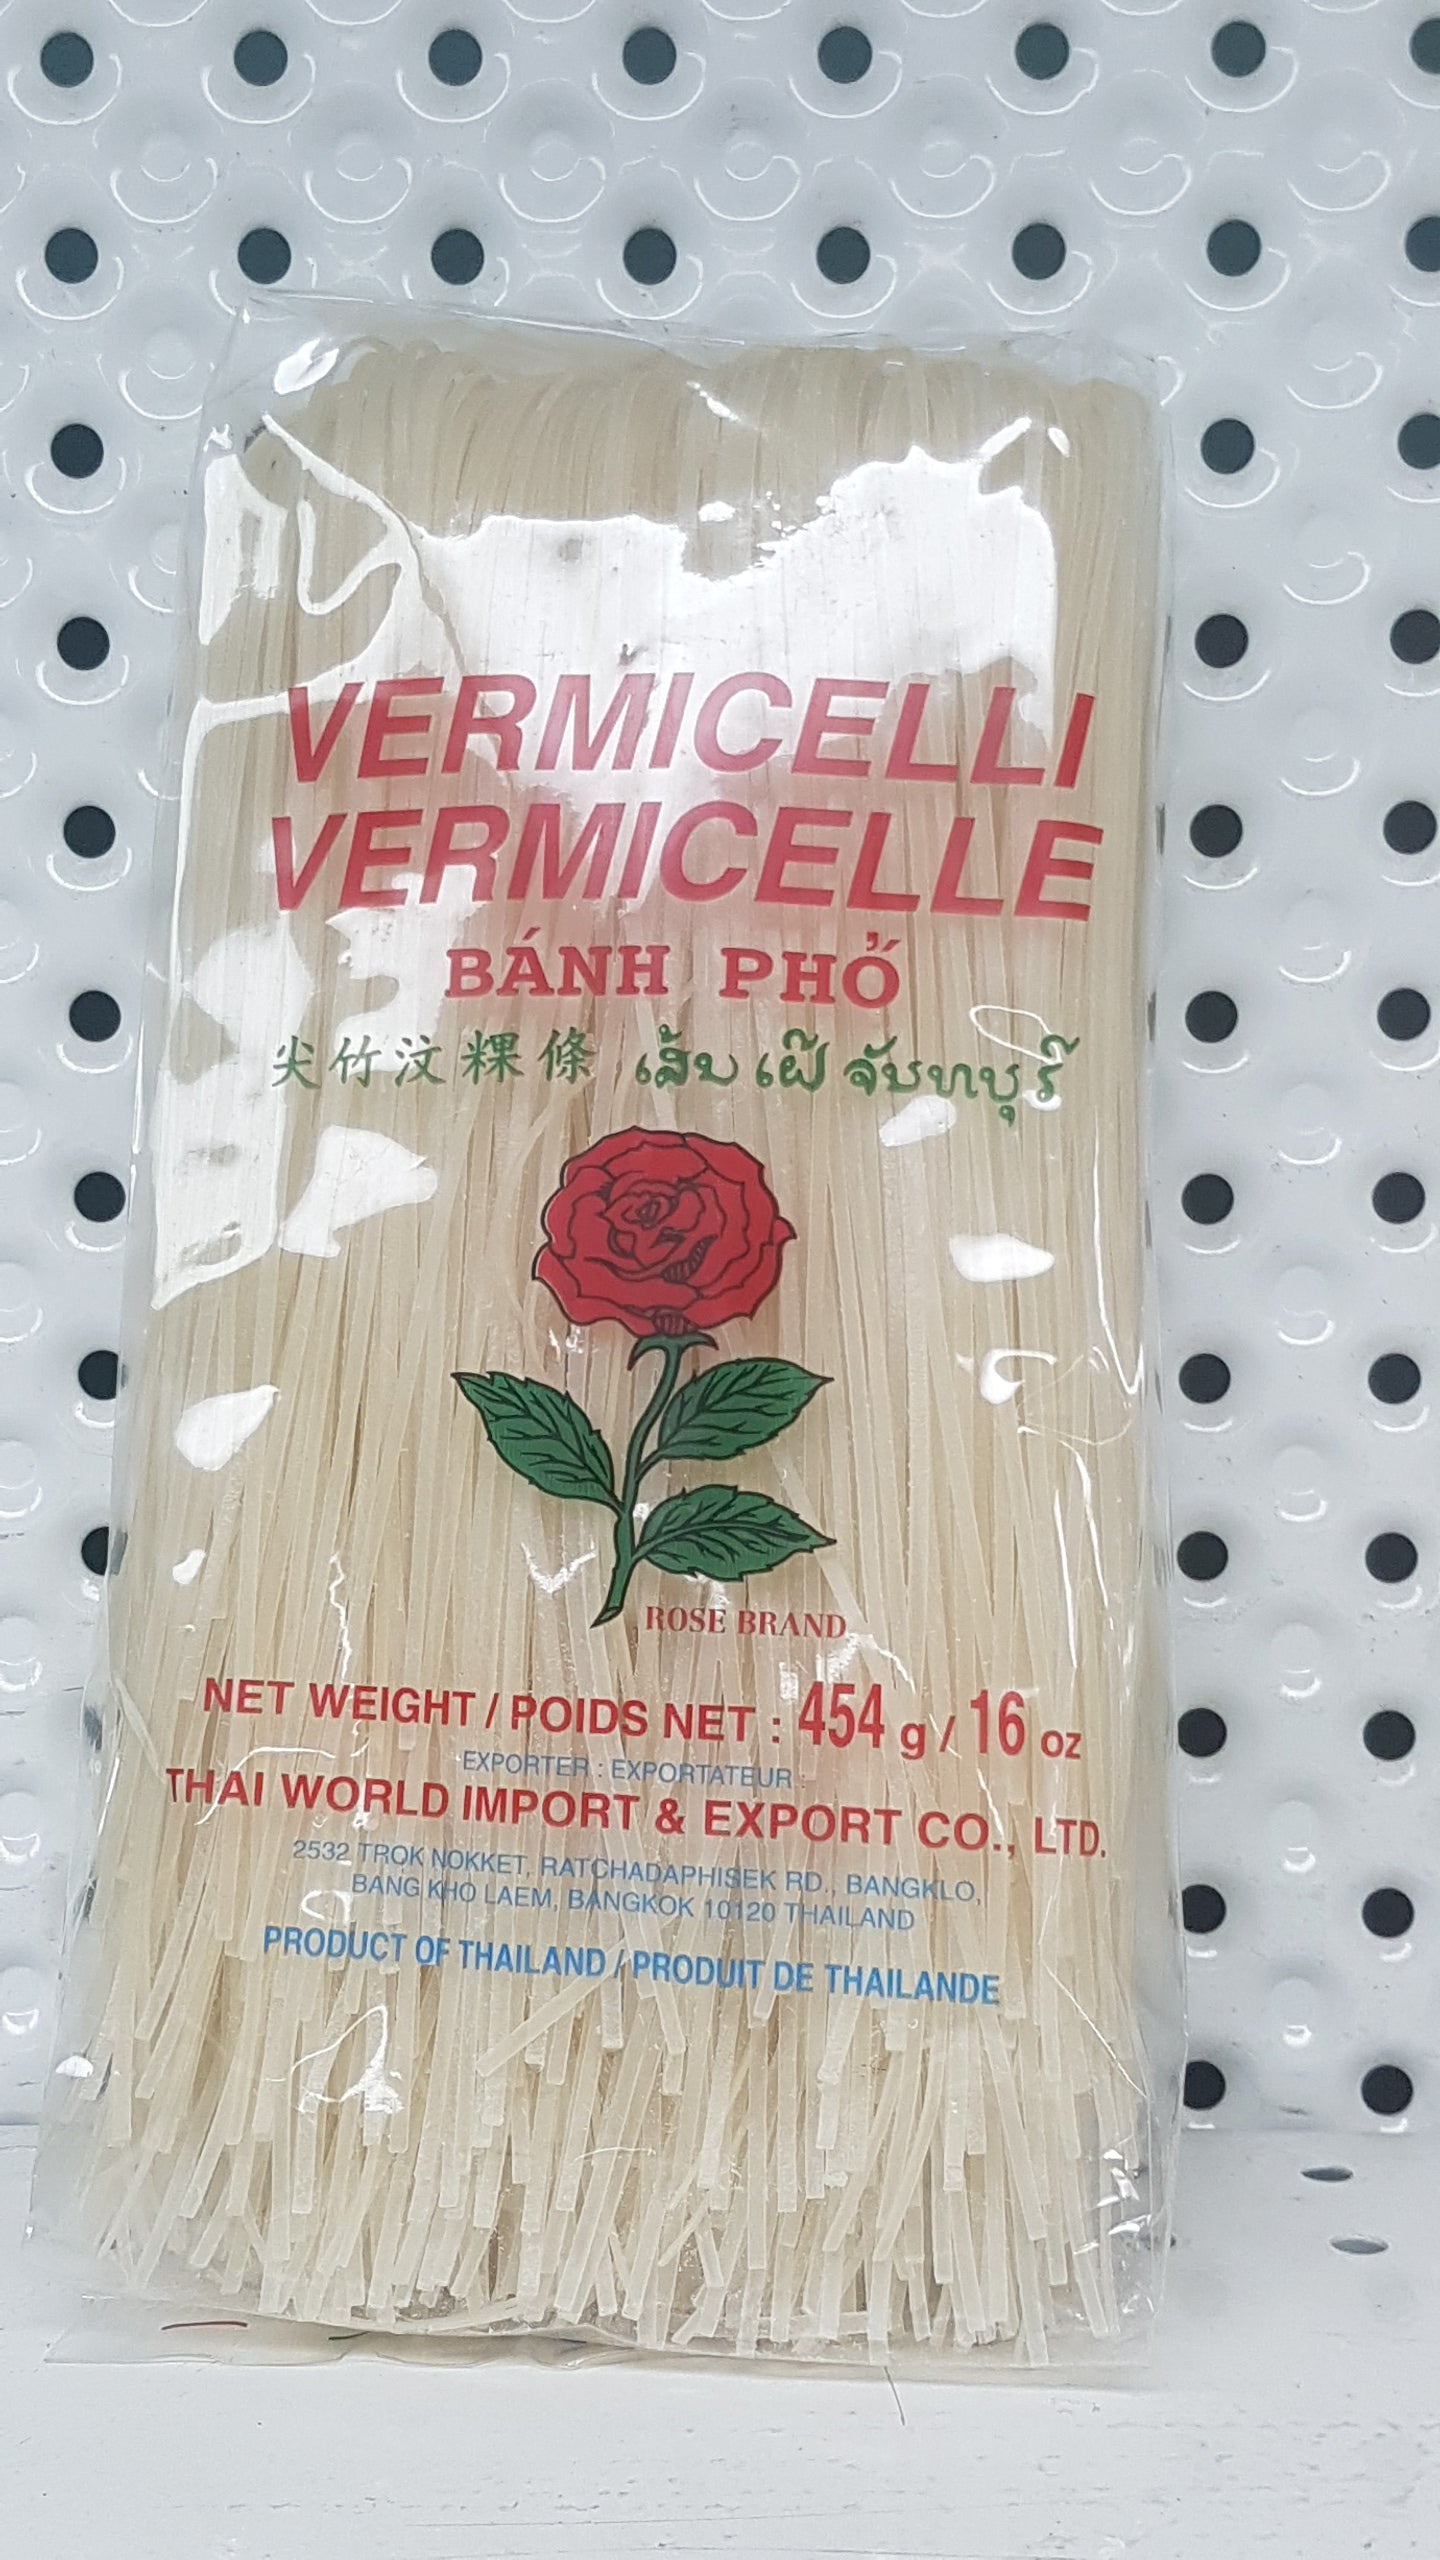 VERMICELLI
VERMICELLE
BÁNH PHỞ
尖竹汶粿條 เส้นเฝอ๊ จันทบุรี
ROSE BRAND
NET WEIGHT / POIDS NET : 454 g / 16 oz
EXPORTER : EXPORTATEUR :
THAI WORLD IMPORT & EXPORT CO., LTD.
2532 TROK NOKKET, RATCHADAPHISEK RD., BANGKLO,
BANG KHO LAEM, BANGKOK 10120 THAILAND
PRODUCT OF THAILAND / PRODUIT DE THAILANDE